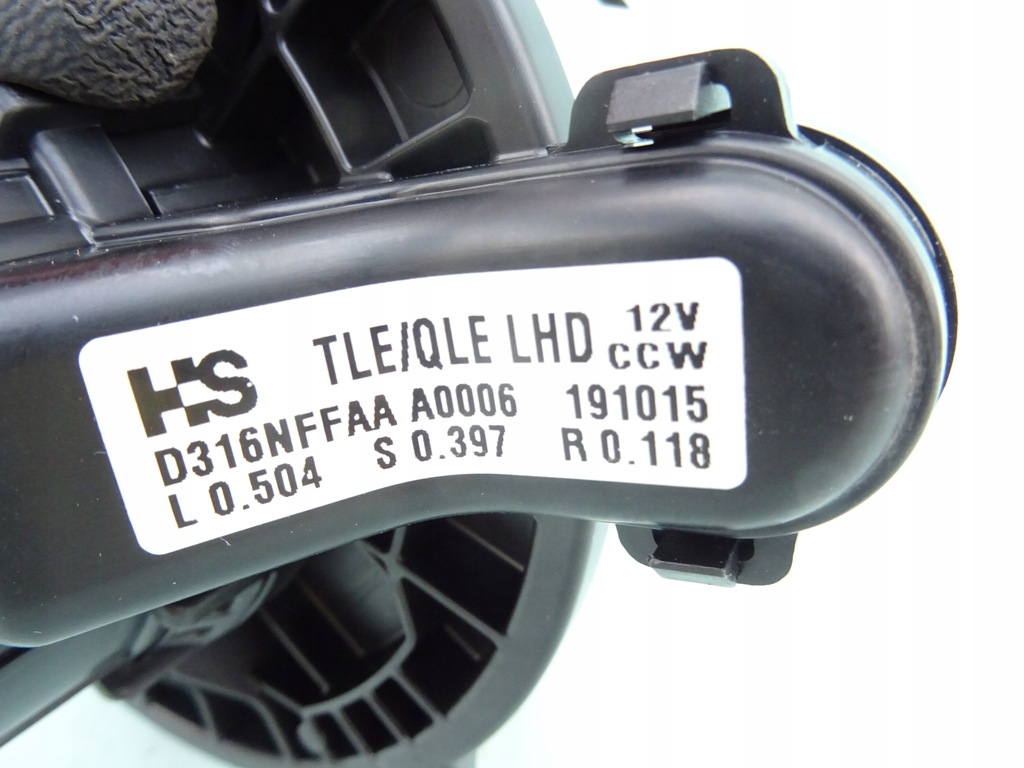 HS TLE/QLE LHD 12V CCW
D316NFFAA A0006 191015
L 0.504 S 0.397 R 0.118